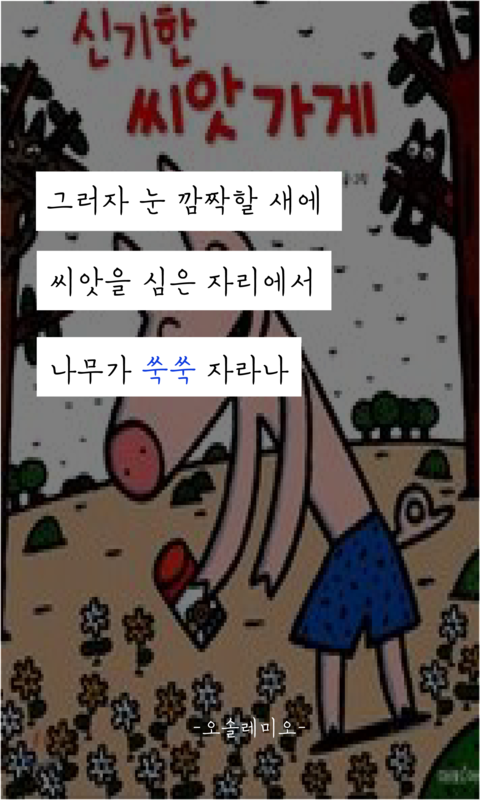 신기한
씨앗 가게
그러자 눈 깜짝할 새에
씨앗을 심은 자리에서
나무가 쑥쑥 자라나
-오솔레미오-